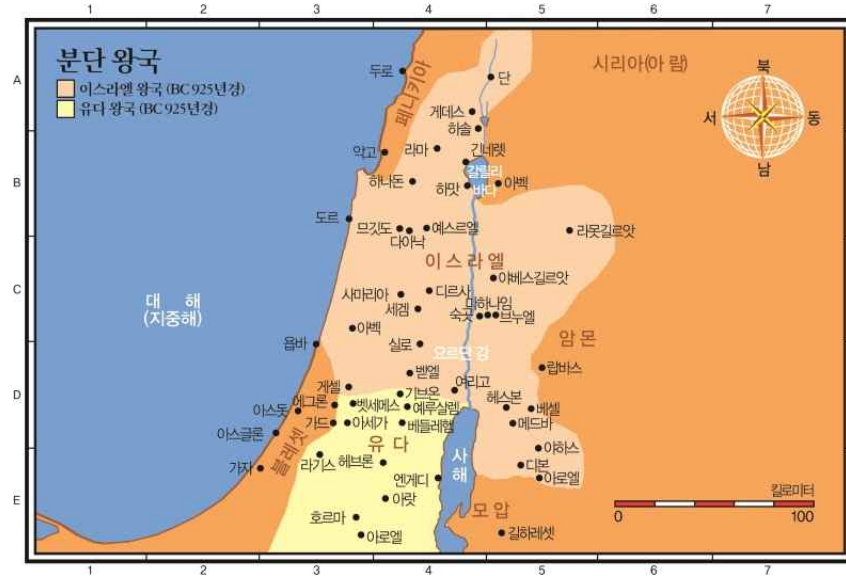 1 2 3 4 5 6 7
분단 왕국
이스라엘 왕국 (BC 925년경)
유다 왕국 (BC 925년경)
A
B
C
D
E
두로
페니키아
단
시리아(아람)
북
서
동
남
게데스
하솔
악고
라마
긴네렛
갈릴리
바다
하나돈
하맛
아벡
도르
므깃도
예스르엘
다아낙
라못길르앗
이스라엘
야베스길르앗
대 해
(지중해)
사마리아
디르사
세겜
마하나임
숙곳
브누엘
아벡
욥바
실로
요르단 강
암몬
벧엘
랍바스
게셀
기브온
여리고
에그론
벳세메스
예루살렘
헤스본
베셀
아스돗
가드
아세가
베들레헴
메드바
아스글론
블레셋
유다
사
해
야하스
가자
라기스
헤브론
엔게디
디본
아로엘
아랏
모압
호르마
아로엘
길하레셋
킬로미터
0 100
A
B
C
D
E
1 2 3 4 5 6 7